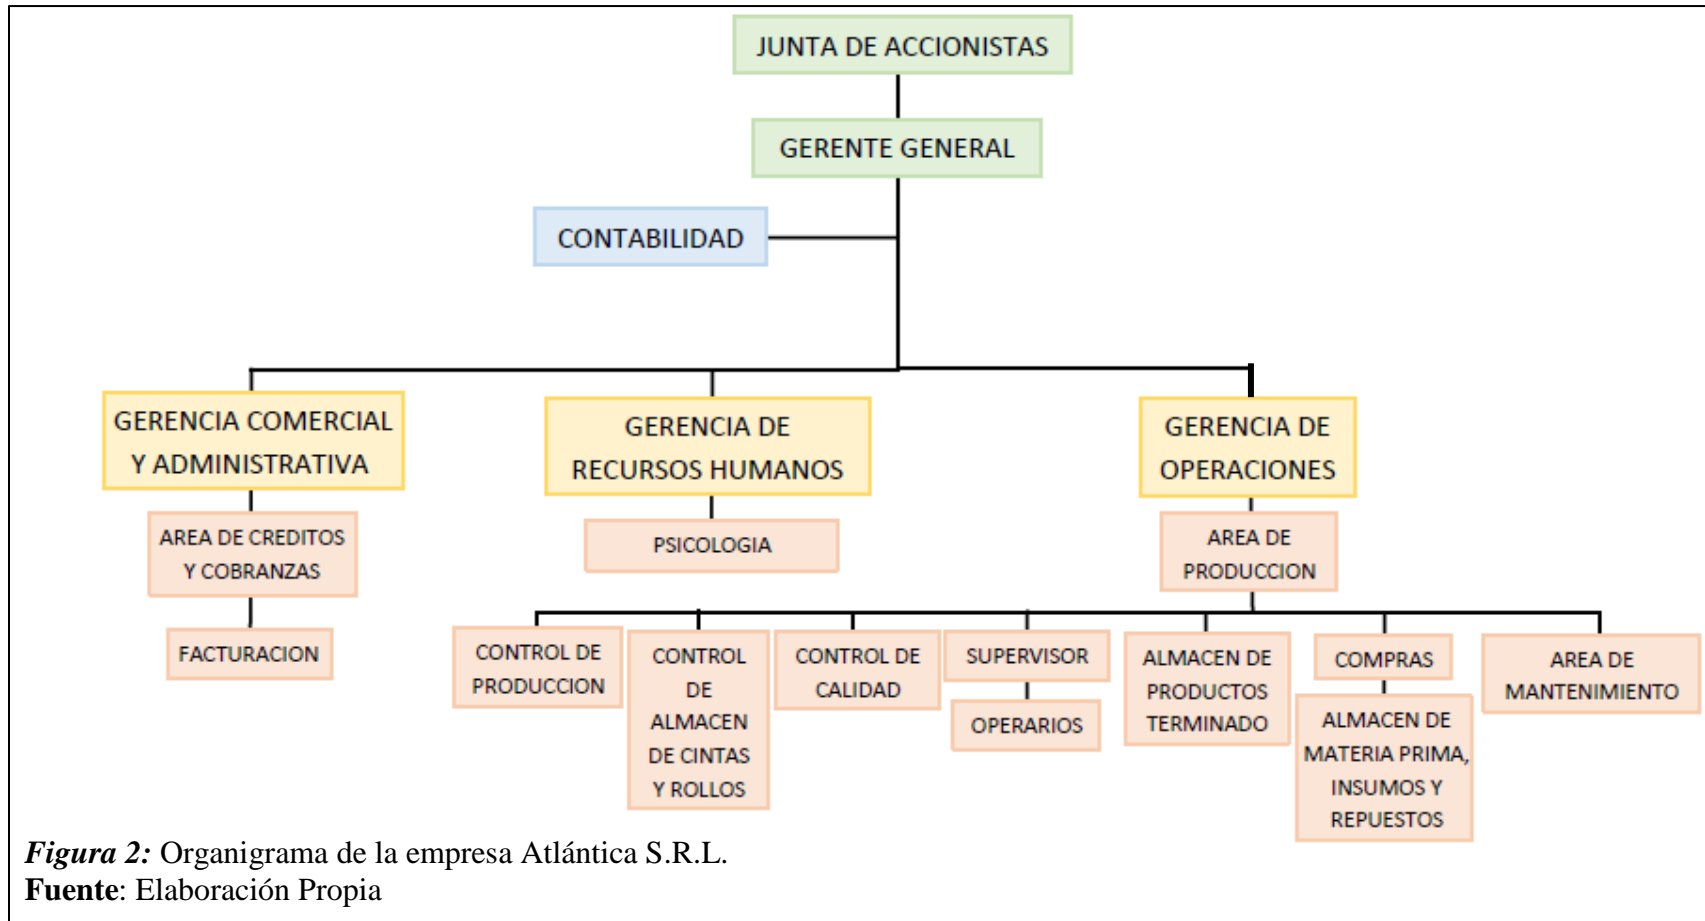 JUNTA DE ACCIONISTAS
GERENTE GENERAL
CONTABILIDAD
GERENCIA COMERCIAL
Y ADMINISTRATIVA
GERENCIA DE
RECURSOS HUMANOS
GERENCIA DE
OPERACIONES
AREA DE CREDITOS
Y COBRANZAS
PSICOLOGIA
AREA DE
PRODUCCION
FACTURACION
CONTROL DE
PRODUCCION
CONTROL
DE
ALMACEN
DE CINTAS
Y ROLLOS
CONTROL DE
CALIDAD
SUPERVISOR
OPERARIOS
ALMACEN DE
PRODUCTOS
TERMINADO
COMPRAS
ALMACEN DE
MATERIA PRIMA,
INSUMOS Y
REPUESTOS
AREA DE
MANTENIMIENTO
Figura 2: Organigrama de la empresa Atlántica S.R.L.
Fuente: Elaboración Propia